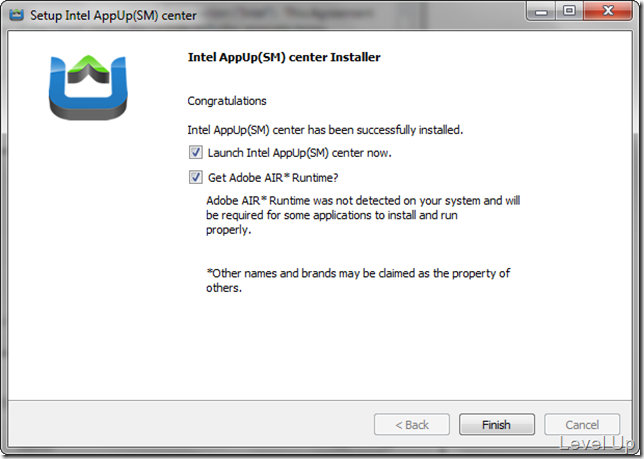 Setup Intel AppUp(SM) center
Intel AppUp(SM) center Installer
Congratulations
Intel AppUp(SM) center has been successfully installed.
Launch Intel AppUp(SM) center now.
Get Adobe AIR* Runtime?
Adobe AIR* Runtime was not detected on your system and will
be required for some applications to install and run
properly.
*Other names and brands may be claimed as the property of
others.
< Back
Finish
Cancel
Level Up